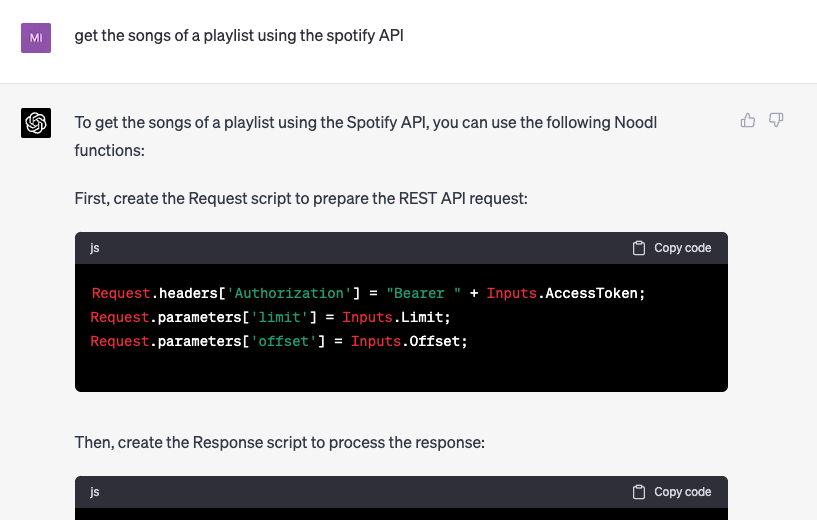 MI
get the songs of a playlist using the spotify API
To get the songs of a playlist using the Spotify API, you can use the following Noodl
functions:
First, create the Request script to prepare the REST API request:
js
Copy code
Request.headers['Authorization'] = "Bearer " + Inputs.AccessToken;
Request.parameters['limit'] = Inputs.Limit;
Request.parameters['offset'] = Inputs.Offset;
Then, create the Response script to process the response:
js
Copy code